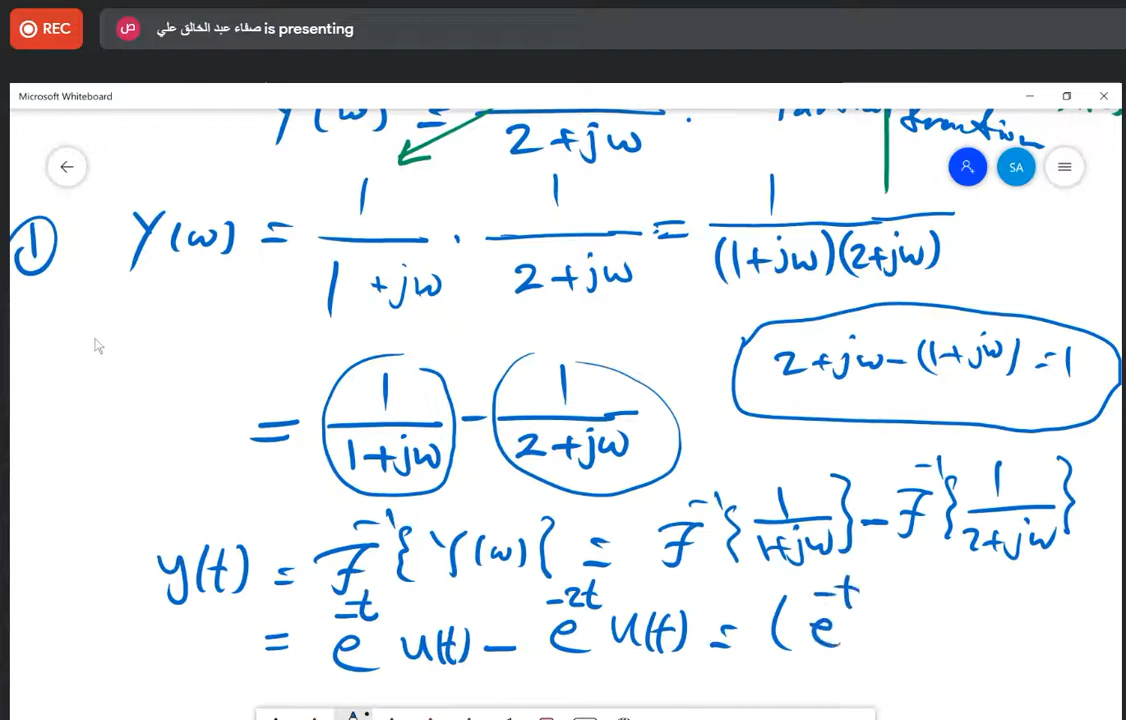 REC
ص صفاء عبد الخالق علي is presenting
Microsoft Whiteboard
Y(ω) = 2 + jω .
fraction
SA
① Y(ω) = 1/(1 + jω) . 1/(2 + jω) = 1/((1+jω)(2+jω))
2 + jω - (1+jω) = 1
= 1/(1+jω) - 1/(2+jω)
y(t) = F⁻¹{Y(ω)} = F⁻¹{1/(1+jω)} - F⁻¹{1/(2+jω)}
= e⁻ᵗ u(t) - e⁻²ᵗ u(t) = (e⁻ᵗ